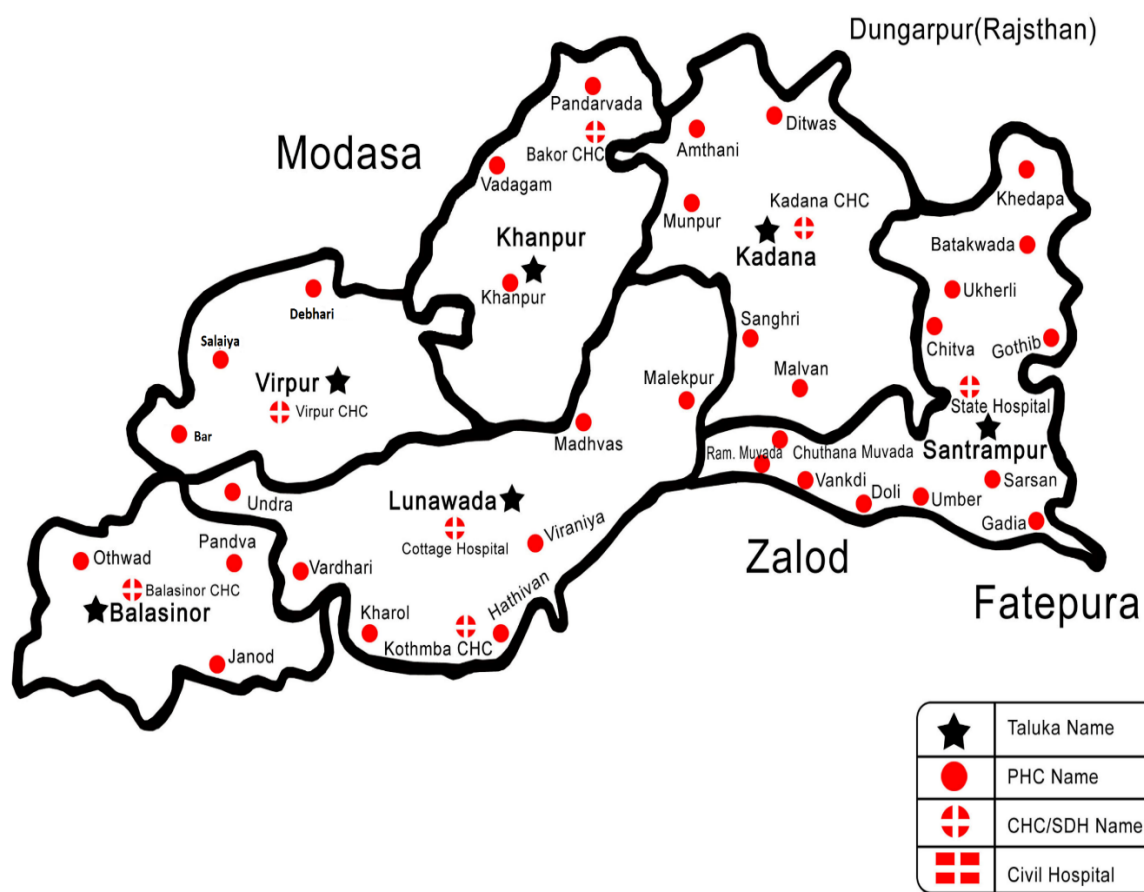 Dungarpur(Rajsthan)
Modasa
Pandarvada
Bakor CHC
Vadagam
Khanpur
Khanpur
Ditwas
Amthani
Munpur
Kadana CHC
Kadana
Sanghri
Malvan
Khedapa
Batakwada
Ukherli
Chitva
Gothib
State Hospital
Santrampur
Chuthana Muvada
Ram. Muvada
Vankdi
Doli
Umber
Sarsan
Gadia
Debhari
Salaiya
Virpur
Virpur CHC
Bar
Malekpur
Madhvas
Undra
Lunawada
Cottage Hospital
Viraniya
Vardhari
Kharol
Kothmba CHC
Hathivan
Othwad
Pandva
Balasinor CHC
Balasinor
Janod
Zalod
Fatepura
Taluka Name
PHC Name
CHC/SDH Name
Civil Hospital